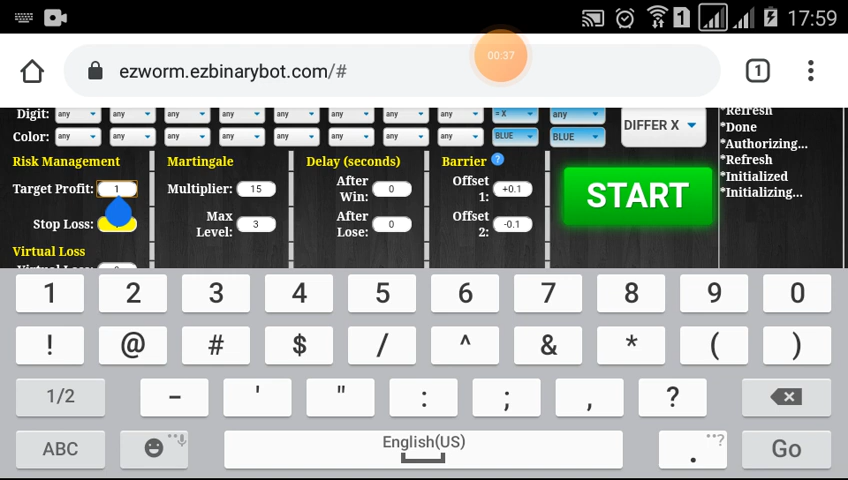 1 17:59
00:37
ezworm.ezbinarybot.com/# 1
Digit: any any any any any any any any = X any
Color: any any any any any any any any BLUE BLUE
DIFFER X
*Refresh
*Done
*Authorizing...
*Refresh
*Initialized
*Initializing...
Risk Management Martingale Delay (seconds) Barrier ?
Target Profit: 1 Multiplier: 15 After Win: 0 Offset 1: +0.1
START
Stop Loss: Max Level: 3 After Lose: 0 Offset 2: -0.1
Virtual Loss
1 2 3 4 5 6 7 8 9 0
! @ # $ / ^ & * ( )
1/2 - ' " : ; , ?
ABC English(US) . ..? Go